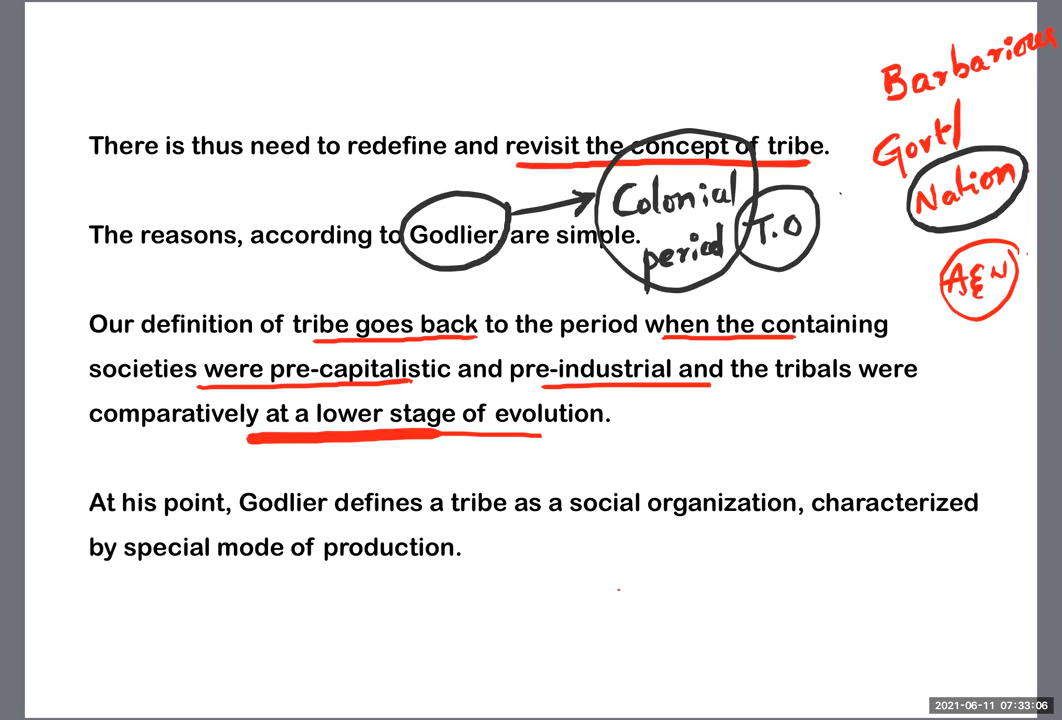 Barbarious
There is thus need to redefine and revisit the concept of tribe.
Govt/
Nation
Colonial
period
T.O
The reasons, according to Godlier, are simple.
A&N
Our definition of tribe goes back to the period when the containing
societies were pre-capitalistic and pre-industrial and the tribals were
comparatively at a lower stage of evolution.
At his point, Godlier defines a tribe as a social organization, characterized
by special mode of production.
2021-06-11 07:33:06